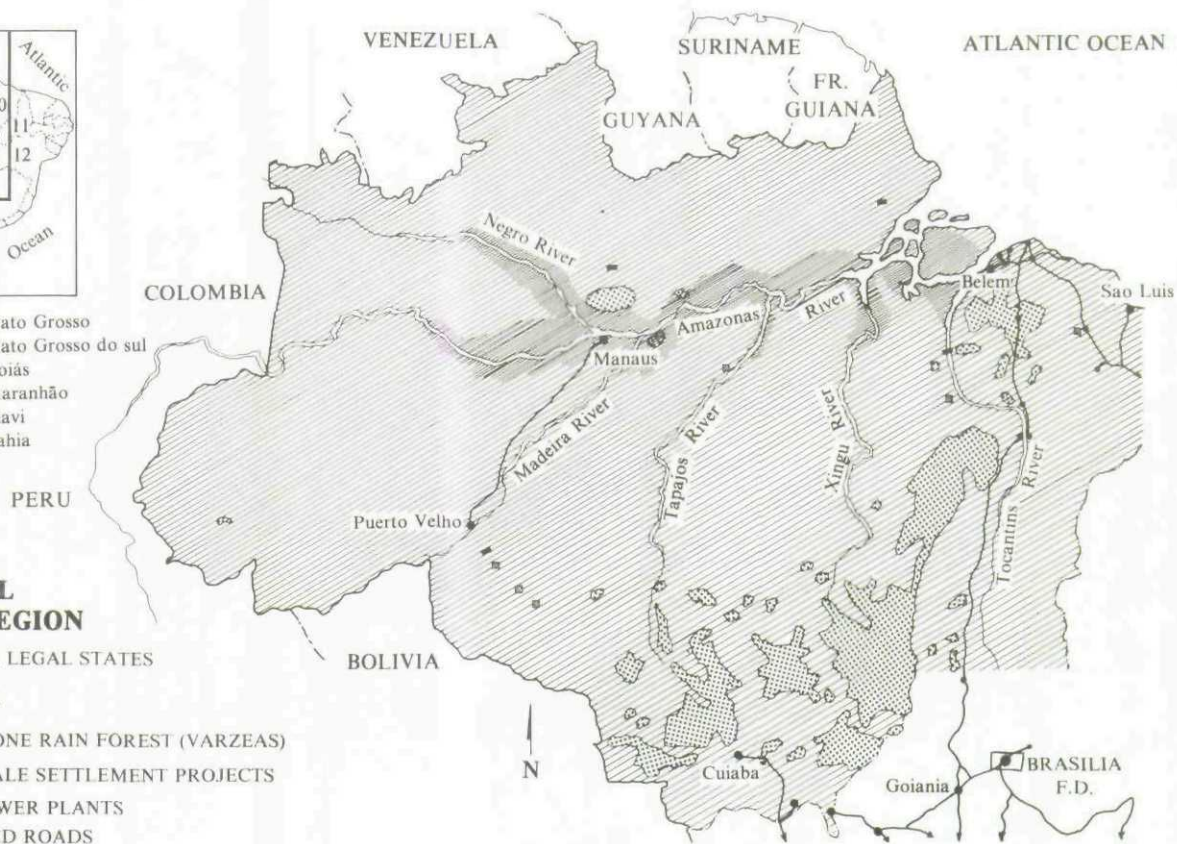 VENEZUELA
SURINAME
ATLANTIC OCEAN
FR.
GUIANA
GUYANA
Atlantic
11
12
Ocean
COLOMBIA
Negro River
Belem
Sao Luis
Amazonas
River
Manaus
ato Grosso
ato Grosso do sul
oiás
aranhão
avi
ahia
Madeira River
Tapajos River
Xingu River
Tocantins River
PERU
Puerto Velho
L
EGION
LEGAL STATES
BOLIVIA
ONE RAIN FOREST (VARZEAS)
ALE SETTLEMENT PROJECTS
WER PLANTS
D ROADS
N
Cuiaba
Goiania
BRASILIA
F.D.